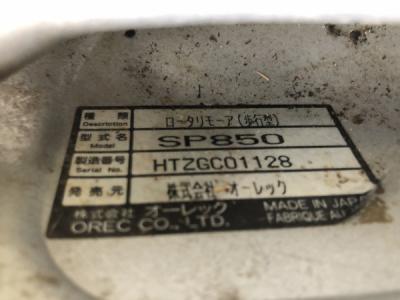 種類 ロータリモーア(歩行型)
Description
型式名 SP850
Model
製造番号 HTZGC01128
Serial No.
発売元 株式会社 オーレック
株式会社 オーレック MADE IN JAPAN
OREC CO., LTD. FABRIQUE AU